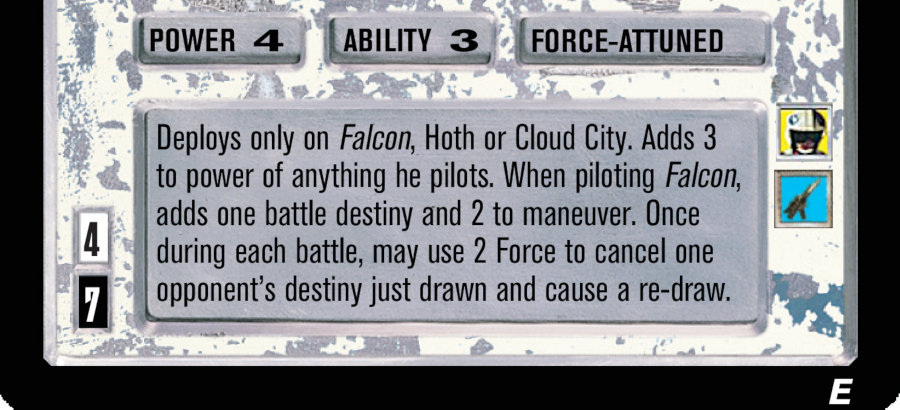 POWER 4 ABILITY 3 FORCE-ATTUNED
Deploys only on Falcon, Hoth or Cloud City. Adds 3
to power of anything he pilots. When piloting Falcon,
adds one battle destiny and 2 to maneuver. Once
during each battle, may use 2 Force to cancel one
opponent's destiny just drawn and cause a re-draw.
4
7
E